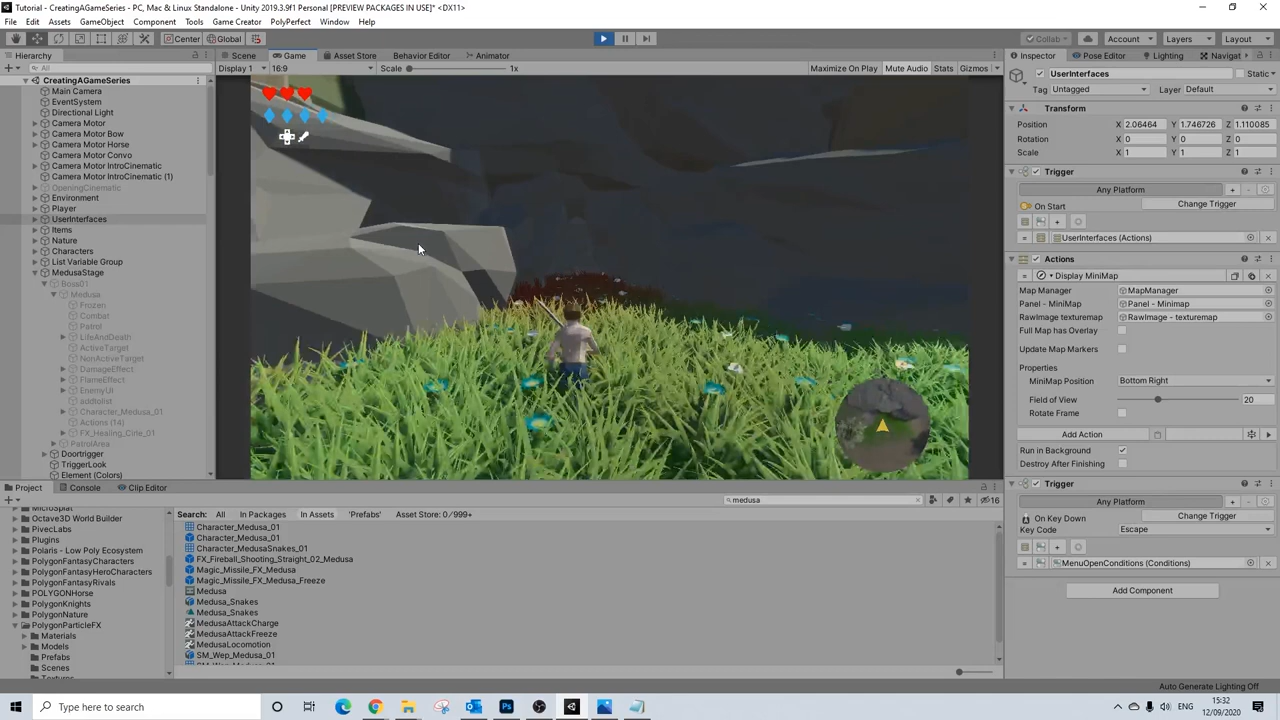 Tutorial - CreatingAGameSeries - PC, Mac & Linux Standalone - Unity 2019.3.9f1 Personal [PREVIEW PACKAGES IN USE]* <DX11>
File Edit Assets GameObject Component Tools Game Creator PolyPerfect Window Help
Center Global Collab Account Layers Layout
Hierarchy Scene Game Asset Store Behavior Editor Animator Inspector Pose Editor Lighting Navigat
All Display 1 16:9 Scale 1x Maximize On Play Mute Audio Stats Gizmos
CreatingAGameSeries
Main Camera
EventSystem
Directional Light
Camera Motor
Camera Motor Bow
Camera Motor Horse
Camera Motor Convo
Camera Motor IntroCinematic
Camera Motor IntroCinematic (1)
OpeningCinematic
Environment
Player
UserInterfaces
Items
Nature
Characters
List Variable Group
MedusaStage
Boss01
Medusa
Frozen
Combat
Patrol
LifeAndDeath
ActiveTarget
NonActiveTarget
DamageEffect
FlameEffect
EnemyUI
addtolist
Character_Medusa_01
Actions (14)
FX_Healing_Cirle_01
PatrolArea
Doortrigger
TriggerLook
Element (Colors)
UserInterfaces Static
Tag Untagged Layer Default
Transform
Position X 2.06464 Y 1.746726 Z 1.110085
Rotation X 0 Y 0 Z 0
Scale X 1 Y 1 Z 1
Trigger
Any Platform
On Start Change Trigger
UserInterfaces (Actions)
Actions
Display MiniMap
Map Manager MapManager
Panel - MiniMap Panel - Minimap
RawImage texturemap RawImage - texturemap
Full Map has Overlay
Update Map Markers
Properties
MiniMap Position Bottom Right
Field of View 20
Rotate Frame
Add Action
Run in Background
Destroy After Finishing
Trigger
Any Platform
On Key Down Change Trigger
Key Code Escape
MenuOpenConditions (Conditions)
Add Component
Project Console Clip Editor
medusa 16
MicroSplat
Octave3D World Builder
PivecLabs
Plugins
Polaris - Low Poly Ecosystem
PolygonFantasyCharacters
PolygonFantasyHeroCharacters
PolygonFantasyRivals
POLYGONHorse
PolygonKnights
PolygonNature
PolygonParticleFX
Materials
Models
Prefabs
Scenes
Textures
Search: All In Packages In Assets 'Prefabs' Asset Store: 0/999+
Character_Medusa_01
Character_Medusa_01
Character_MedusaSnakes_01
FX_Fireball_Shooting_Straight_02_Medusa
Magic_Missile_FX_Medusa
Magic_Missile_FX_Medusa_Freeze
Medusa
Medusa_Snakes
Medusa_Snakes
MedusaAttackCharge
MedusaAttackFreeze
MedusaLocomotion
SM_Wep_Medusa_01
Auto Generate Lighting Off
Type here to search
ENG
15:32
12/09/2020